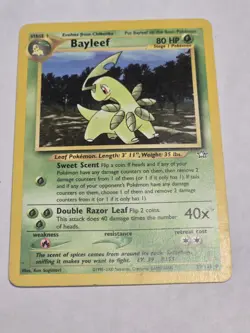 STAGE 1
Evolves from Chikorita
Put Bayleef on the Basic Pokémon
Bayleef
80 HP
Stage 1 Pokémon
Leaf Pokémon. Length: 3' 11", Weight: 35 lbs.
Sweet Scent Flip a coin. If heads and if any of your
Pokémon have any damage counters on them, then remove 2
damage counters from 1 of them (or 1 if it only has 1). If tails and
if any of your opponent's Pokémon have any damage counters
on them, remove 2 damage counters from 1 of them
(or 1 if it only has 1).
Double Razor Leaf Flip 2 coins.
This attack does 40 damage times the number
of heads.
40×
weakness
resistance
retreat cost
The scent of spices comes from around its neck. Somehow,
sniffing it makes you want to fight.